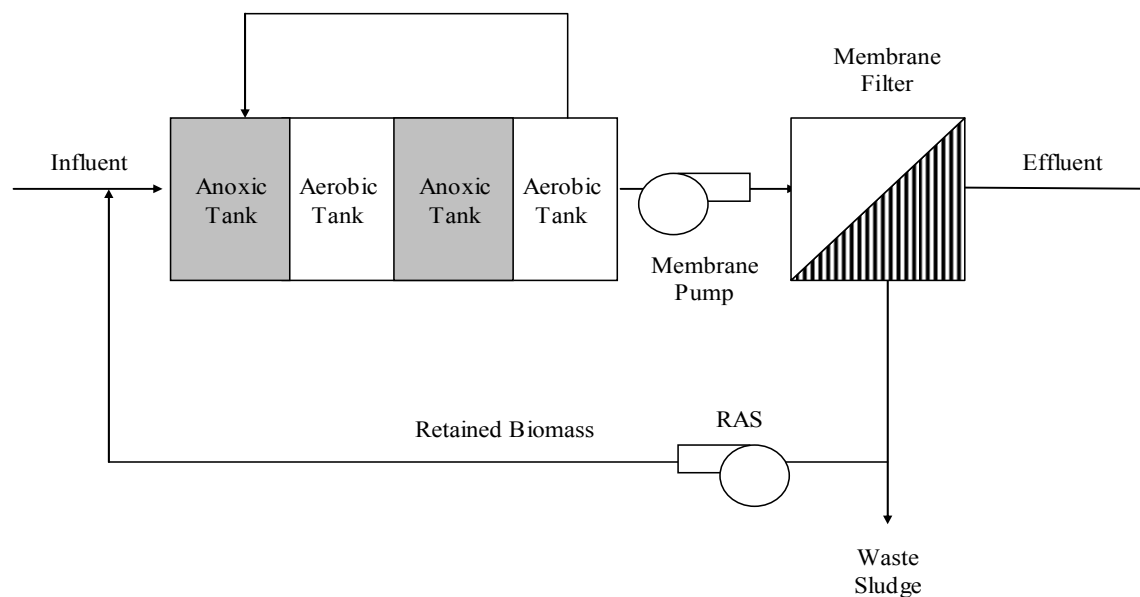 Membrane
Filter
Influent
Anoxic
Tank
Aerobic
Tank
Anoxic
Tank
Aerobic
Tank
Effluent
Membrane
Pump
Retained Biomass
RAS
Waste
Sludge